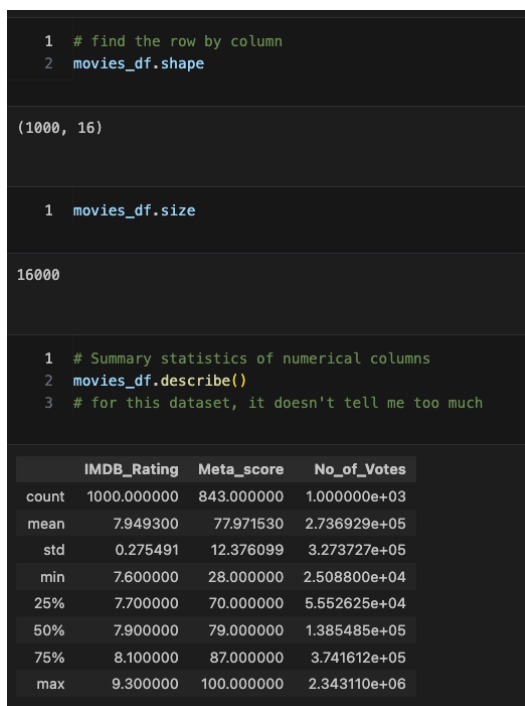 1 # find the row by column
2 movies_df.shape
(1000, 16)
1 movies_df.size
16000
1 # Summary statistics of numerical columns
2 movies_df.describe()
3 # for this dataset, it doesn't tell me too much
IMDB_Rating Meta_score No_of_Votes
count 1000.000000 843.000000 1.000000e+03
mean 7.949300 77.971530 2.736929e+05
std 0.275491 12.376099 3.273727e+05
min 7.600000 28.000000 2.508800e+04
25% 7.700000 70.000000 5.552625e+04
50% 7.900000 79.000000 1.385485e+05
75% 8.100000 87.000000 3.741612e+05
max 9.300000 100.000000 2.343110e+06